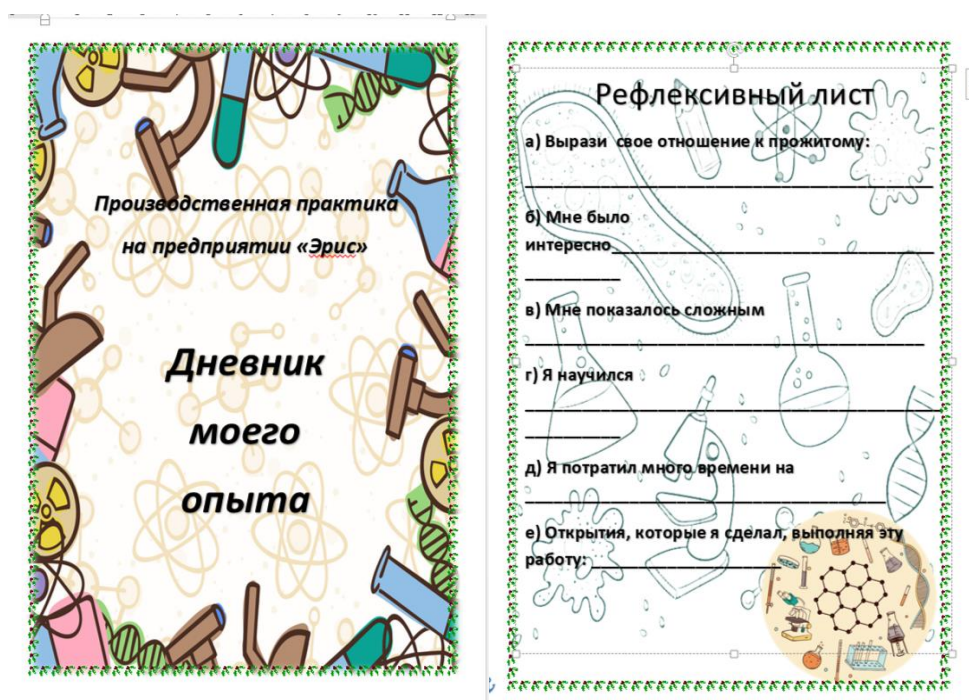 Производственная практика
на предприятии «Эрис»
Дневник
моего
опыта
Рефлексивный лист
а) Вырази свое отношение к прожитому:
б) Мне было
интересно
в) Мне показалось сложным
г) Я научился
д) Я потратил много времени на
е) Открытия, которые я сделал, выполняя эту
работу: